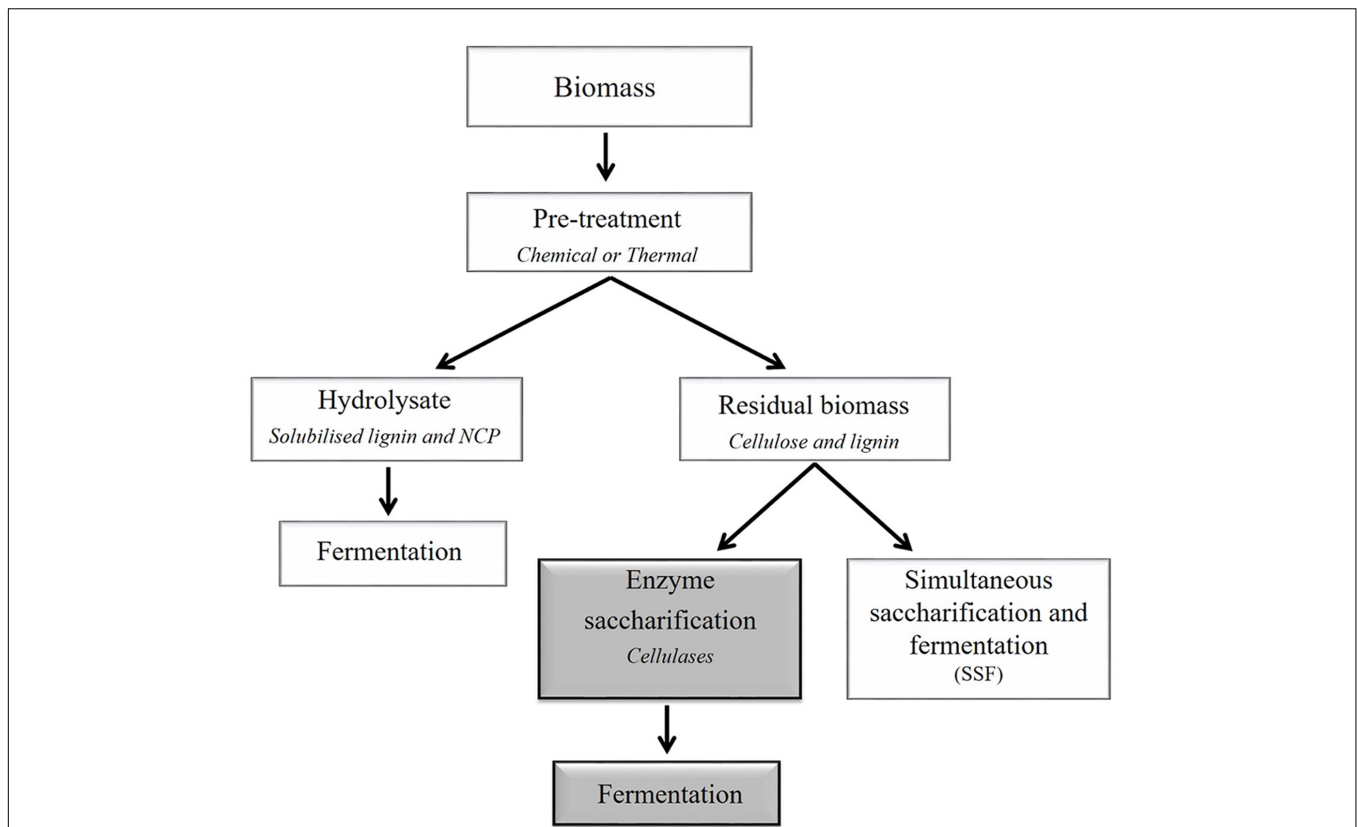 Biomass
Pre-treatment
Chemical or Thermal
Hydrolysate
Solubilised lignin and NCP
Residual biomass
Cellulose and lignin
Fermentation
Enzyme
saccharification
Cellulases
Simultaneous
saccharification and
fermentation
(SSF)
Fermentation